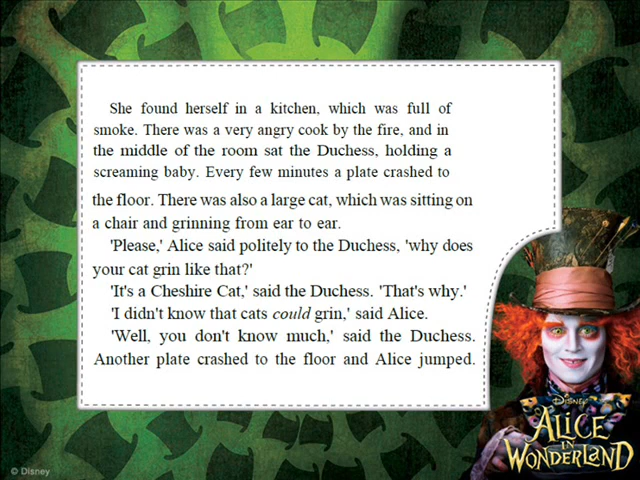 She found herself in a kitchen, which was full of
smoke. There was a very angry cook by the fire, and in
the middle of the room sat the Duchess, holding a
screaming baby. Every few minutes a plate crashed to
the floor. There was also a large cat, which was sitting on
a chair and grinning from ear to ear.
'Please,' Alice said politely to the Duchess, 'why does
your cat grin like that?'
'It's a Cheshire Cat,' said the Duchess. 'That's why.'
'I didn't know that cats could grin,' said Alice.
'Well, you don't know much,' said the Duchess.
Another plate crashed to the floor and Alice jumped.
Disney
ALICE
IN
WONDERLAND
© Disney